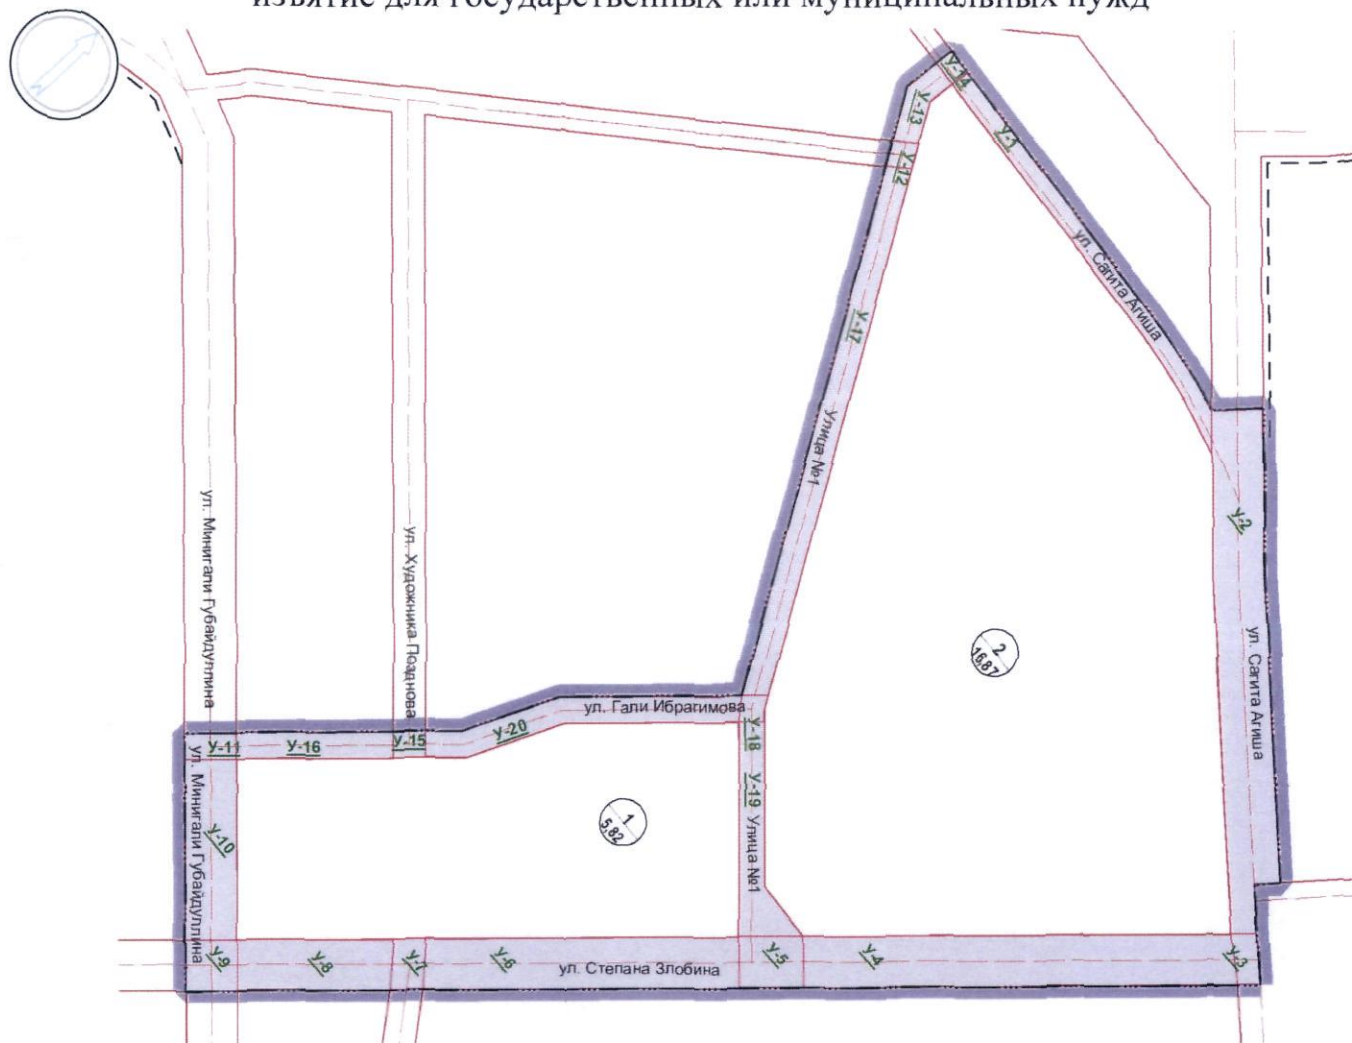 изъятие для государственных или муниципальных нужд
У-14
У-13
У-1
У-12
ул. Сагита Агиша
У-17
Улица №1
ул. Минигали Губайдуллина
ул. Художника Позднова
У-2
2
16,87
ул. Сагита Агиша
ул. Гали Ибрагимова
У-18
У-20
У-15
У-16
У-11
ул. Минигали Губайдуллина
У-10
1
5,82
У-19
Улица №1
У-9
У-8
У-7
У-6
ул. Степана Злобина
У-5
У-4
У-3